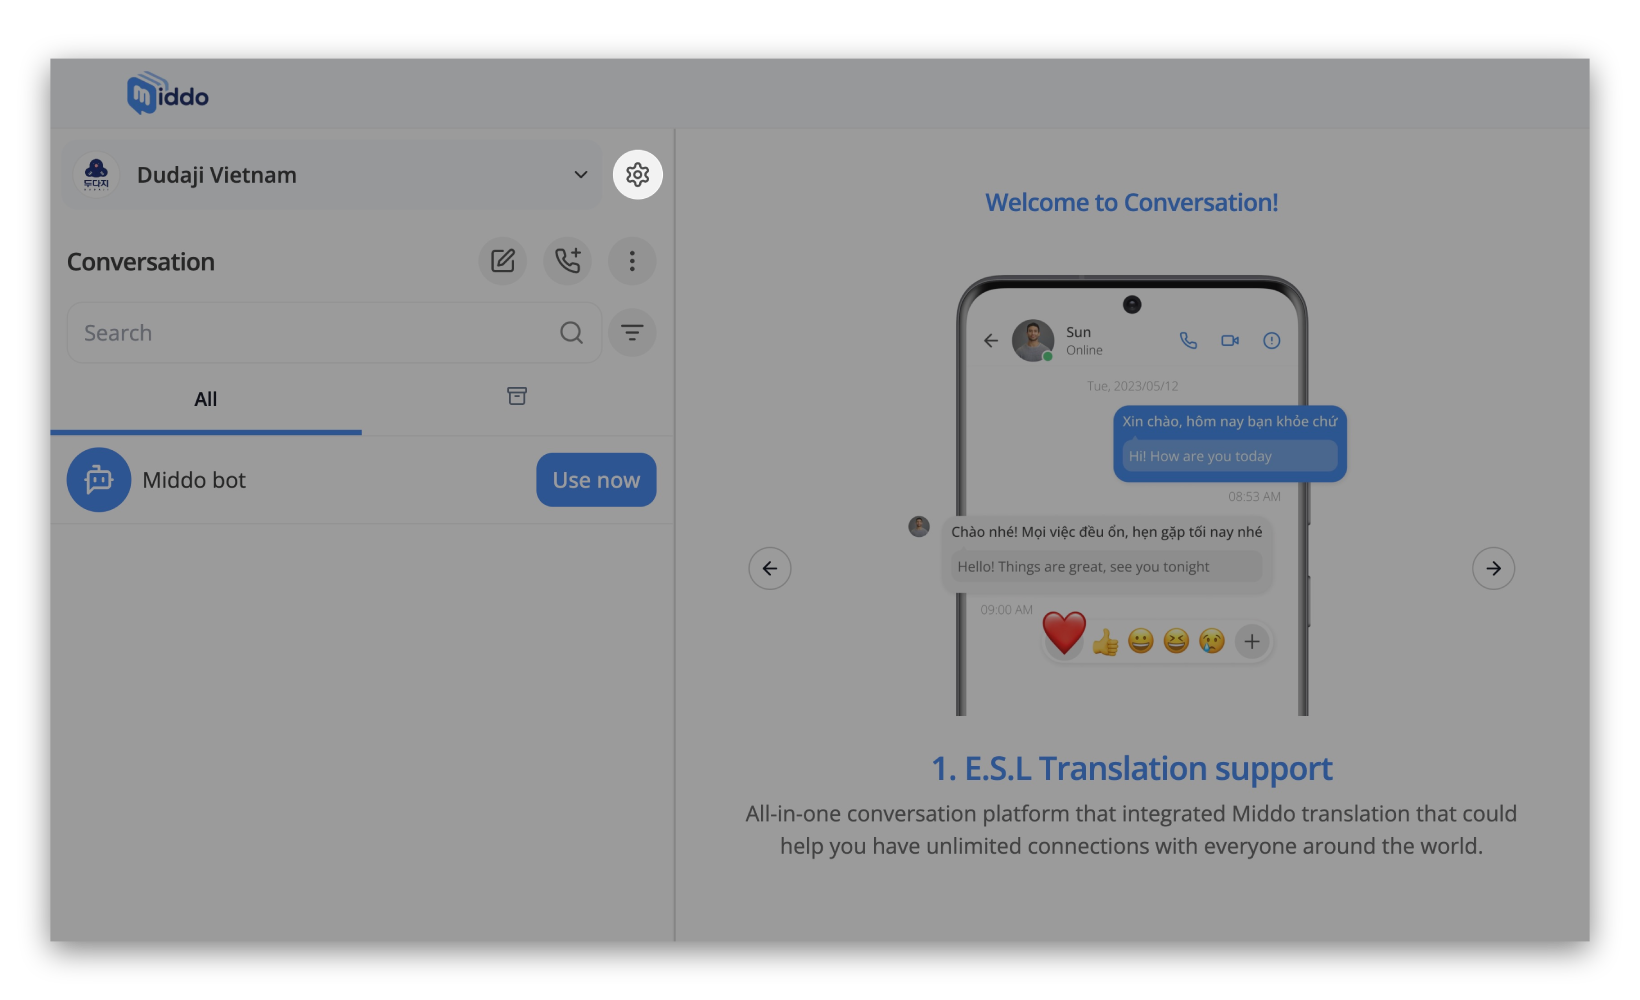 middo
Dudaji Vietnam
두다지
Conversation
Search
All
Middo bot
Use now
Welcome to Conversation!
Sun
Online
Tue, 2023/05/12
Xin chào, hôm nay bạn khỏe chứ
Hi! How are you today
08:53 AM
Chào nhé! Mọi việc đều ổn, hẹn gặp tối nay nhé
Hello! Things are great, see you tonight
09:00 AM
1. E.S.L Translation support
All-in-one conversation platform that integrated Middo translation that could
help you have unlimited connections with everyone around the world.